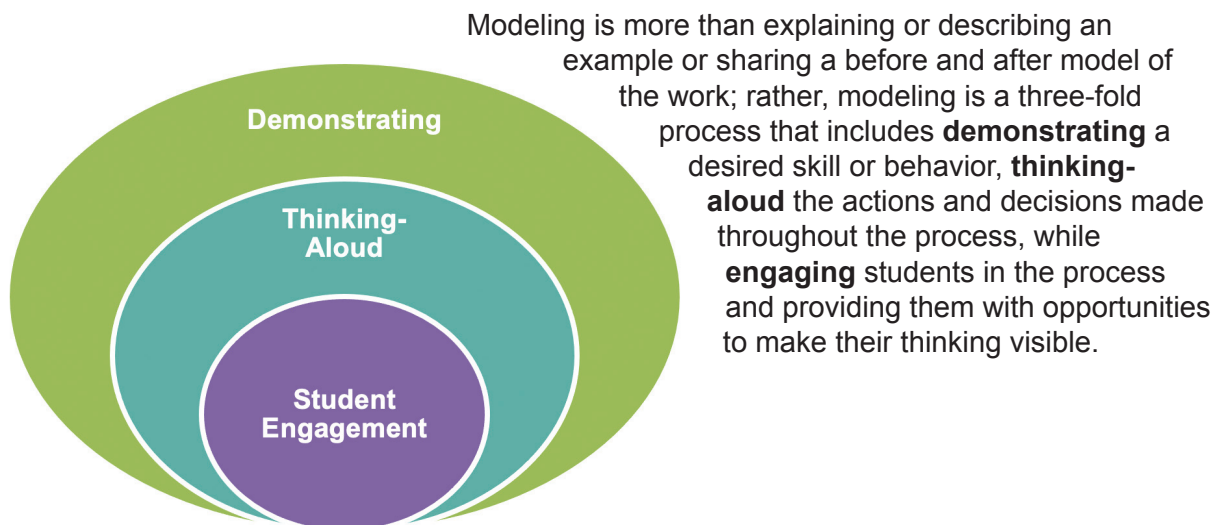 Modeling is more than explaining or describing an
example or sharing a before and after model of
the work; rather, modeling is a three-fold
process that includes demonstrating a
desired skill or behavior, thinking-
aloud the actions and decisions made
throughout the process, while
engaging students in the process
and providing them with opportunities
to make their thinking visible.
Demonstrating
Thinking-
Aloud
Student
Engagement